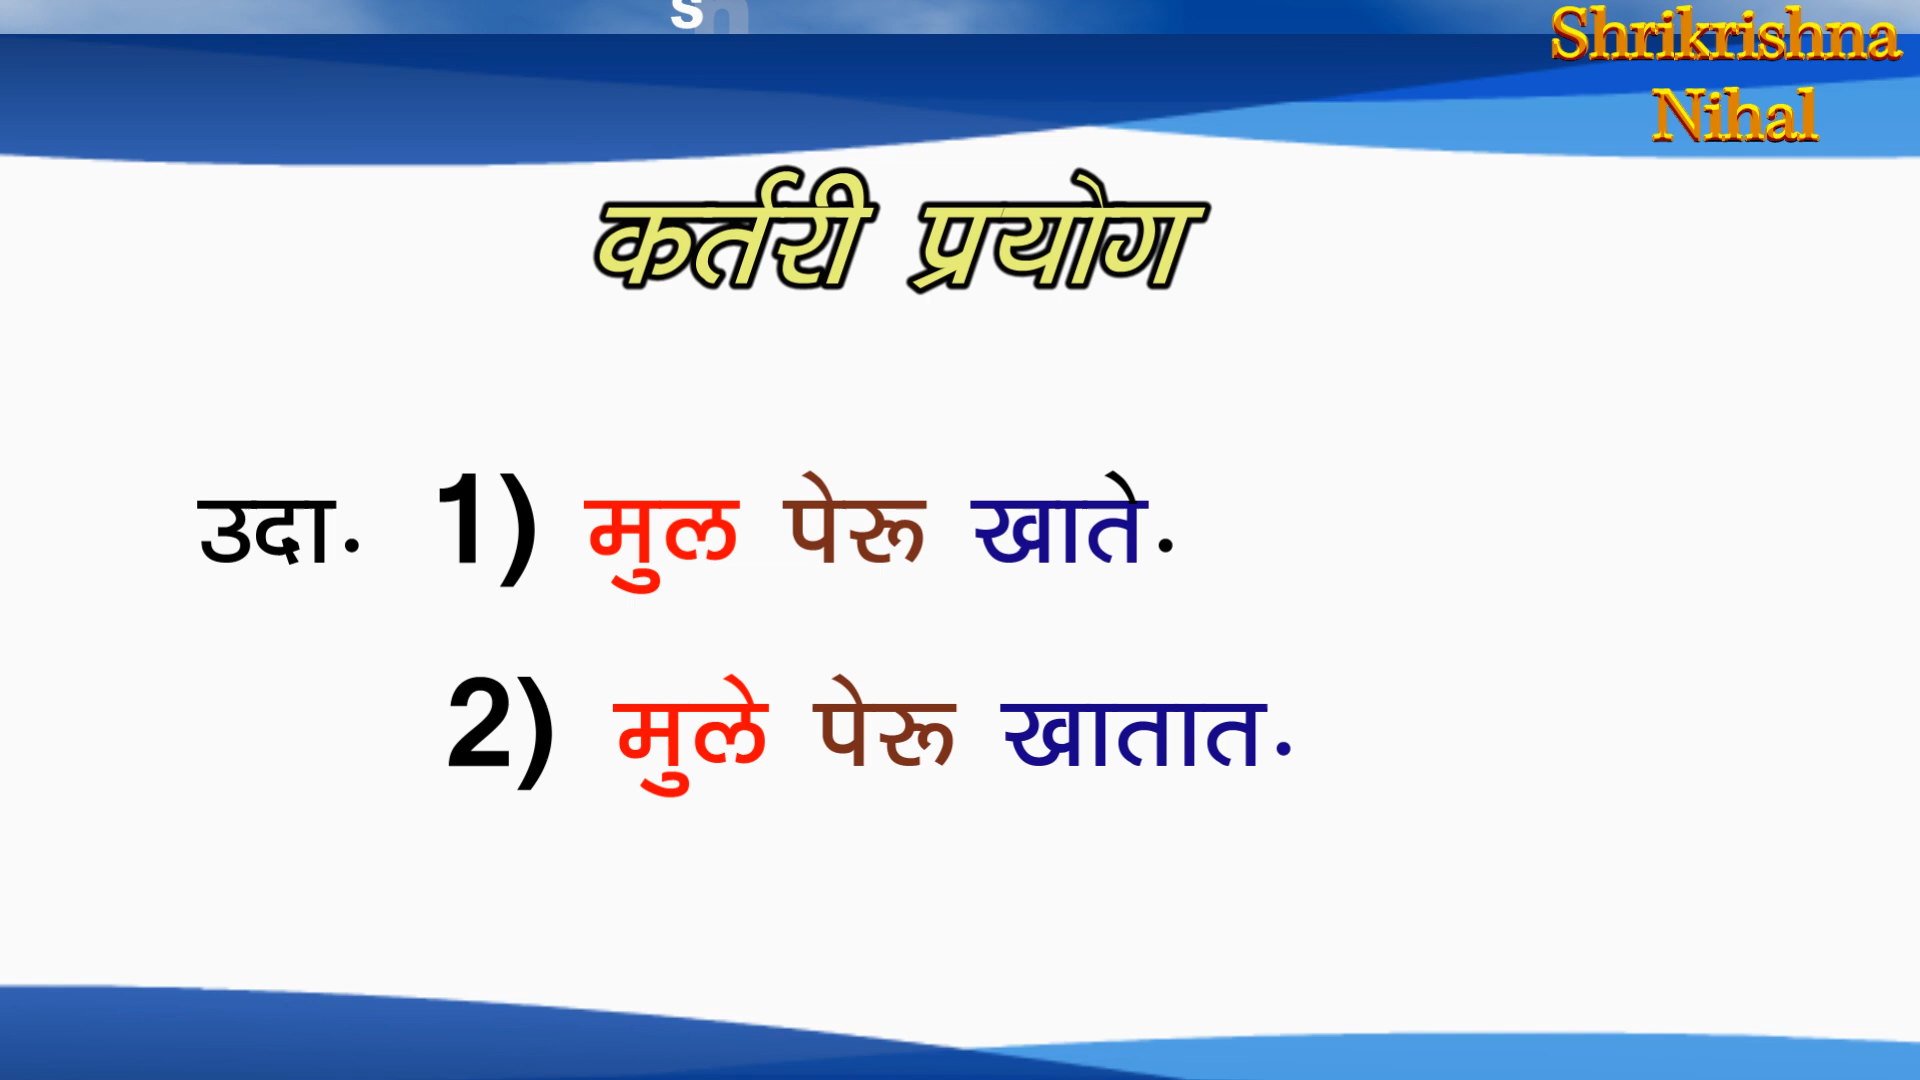 Shrikrishna
Nihal
कर्तरी प्रयोग
उदा. 1) मुल पेरू खाते.
2) मुले पेरू खातात.